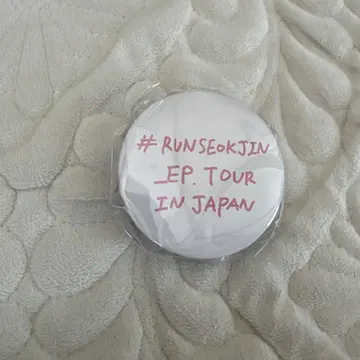 # RUNSEOKJIN
_EP. TOUR
IN JAPAN